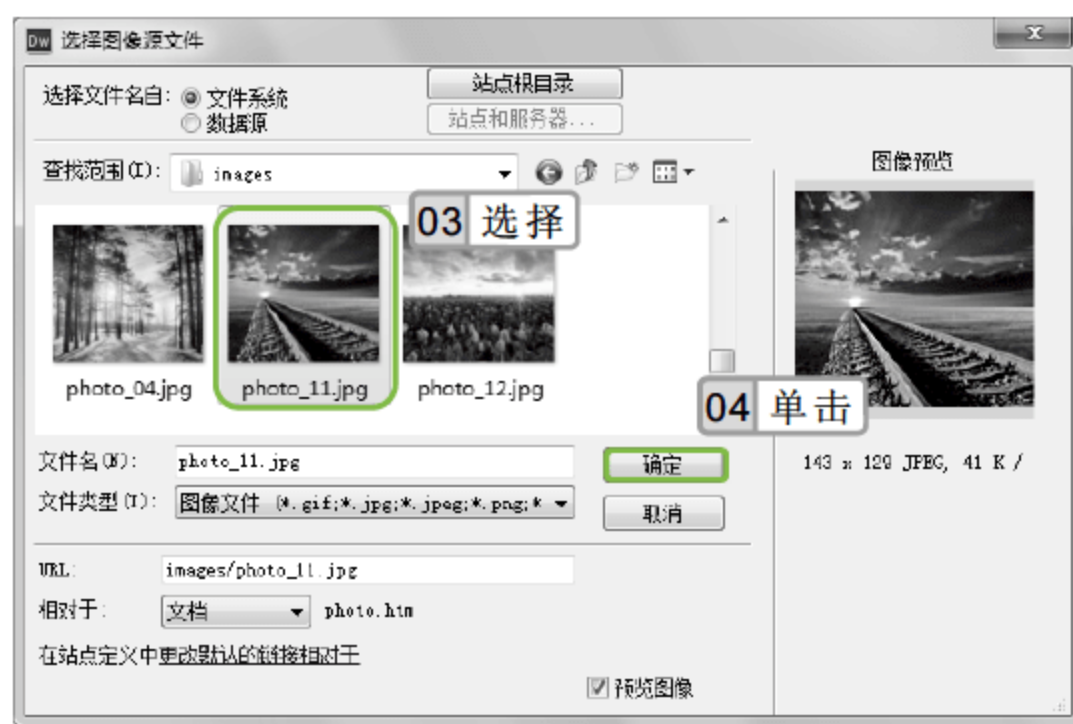 Dw 选择图像源文件
x
选择文件名自: 文件系统
数据源
站点根目录
站点和服务器...
查找范围(I): images
03 选择
photo_04.jpg
photo_11.jpg
photo_12.jpg
04 单击
文件名(N): photo_11.jpg
确定
文件类型(T): 图像文件 (*.gif;*.jpg;*.jpeg;*.png;*
取消
URL: images/photo_11.jpg
相对于: 文档 photo.htm
在站点定义中更改默认的链接相对于
预览图像
图像预览
143 x 129 JPEG, 41 K /